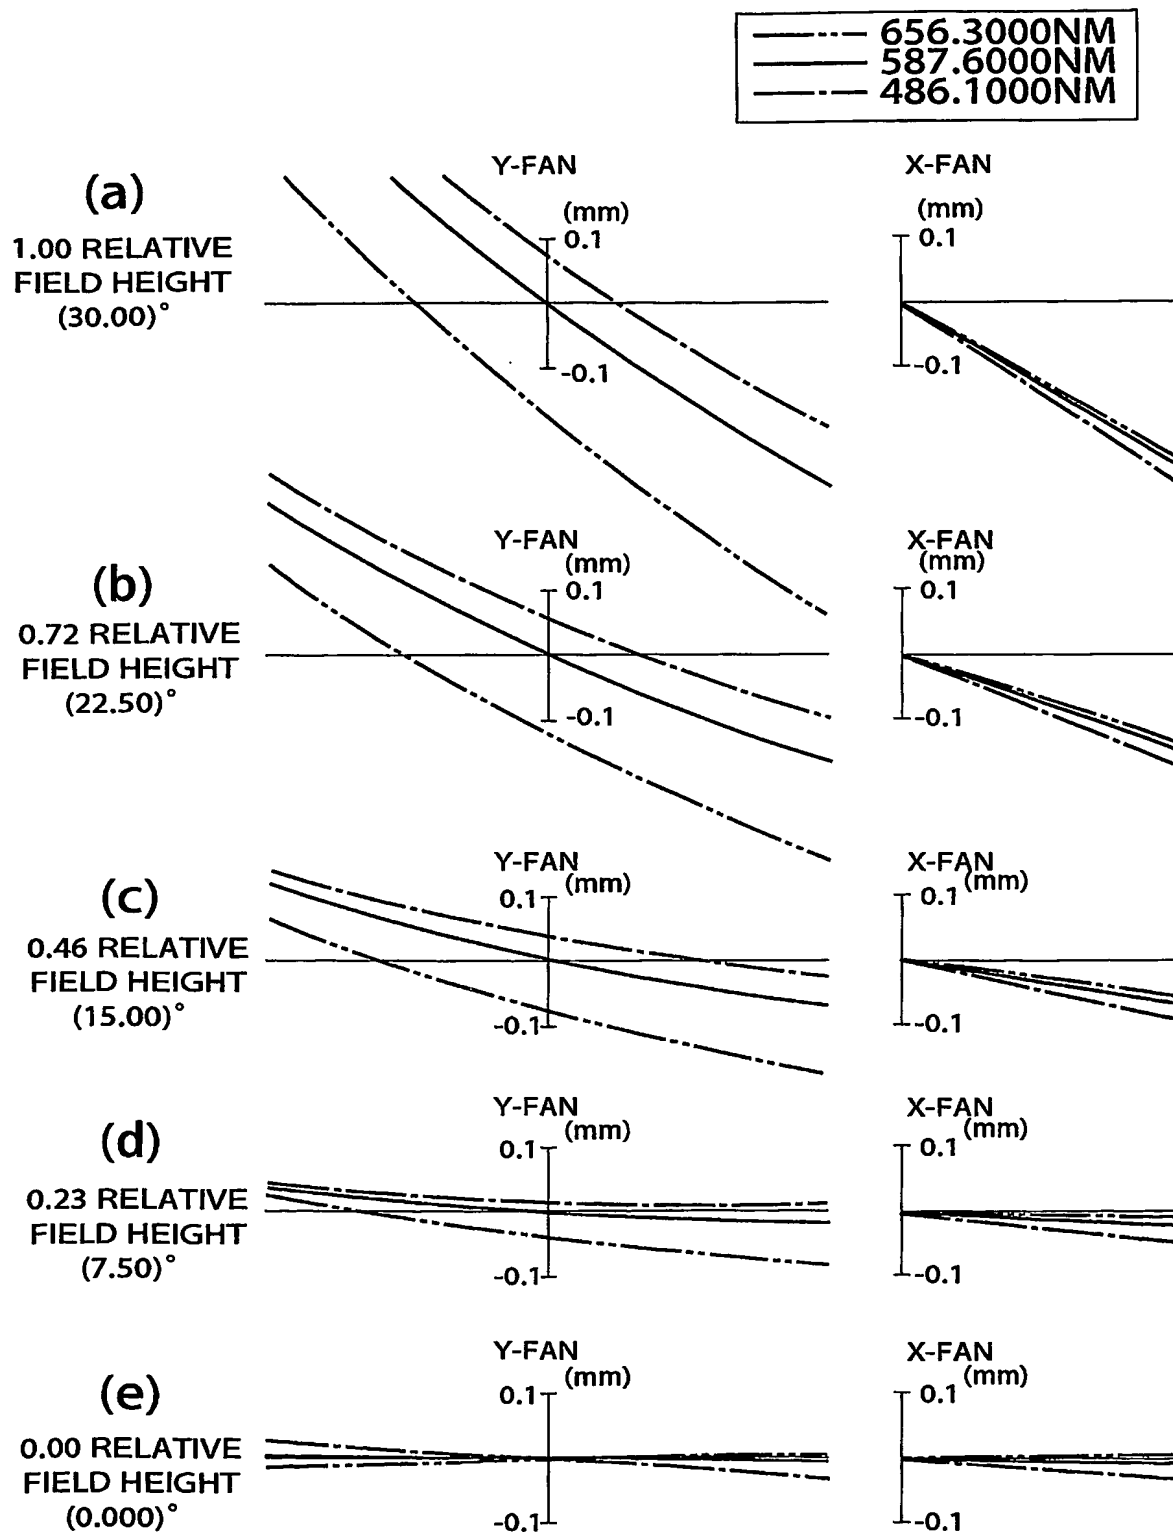 656.3000NM
587.6000NM
486.1000NM
(a)
1.00 RELATIVE
FIELD HEIGHT
(30.00)°
Y-FAN
(mm)
0.1
-0.1
X-FAN
(mm)
0.1
-0.1
(b)
0.72 RELATIVE
FIELD HEIGHT
(22.50)°
Y-FAN
(mm)
0.1
-0.1
X-FAN
(mm)
0.1
-0.1
(c)
0.46 RELATIVE
FIELD HEIGHT
(15.00)°
Y-FAN
(mm)
0.1
-0.1
X-FAN
(mm)
0.1
-0.1
(d)
0.23 RELATIVE
FIELD HEIGHT
(7.50)°
Y-FAN
(mm)
0.1
-0.1
X-FAN
(mm)
0.1
-0.1
(e)
0.00 RELATIVE
FIELD HEIGHT
(0.000)°
Y-FAN
(mm)
0.1
-0.1
X-FAN
(mm)
0.1
-0.1